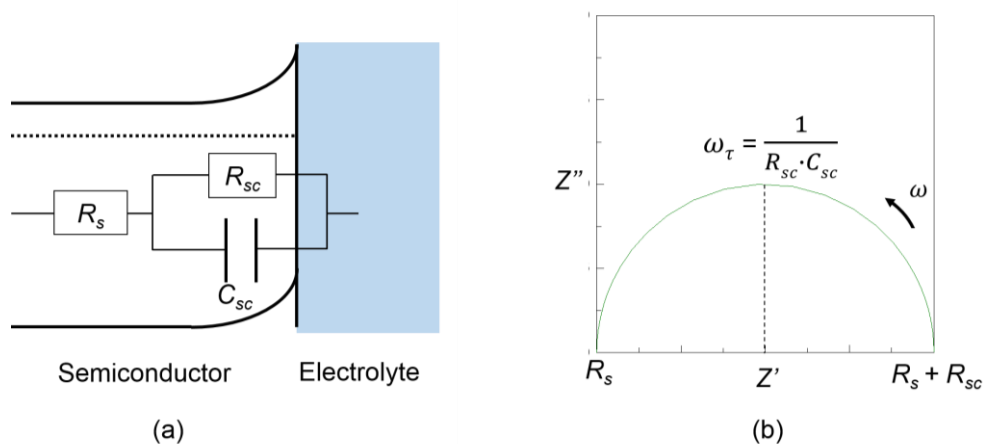 R_s
R_sc
C_sc
Semiconductor
Electrolyte
(a)
ω_τ = 1 / (R_sc·C_sc)
Z''
ω
R_s
Z'
R_s + R_sc
(b)